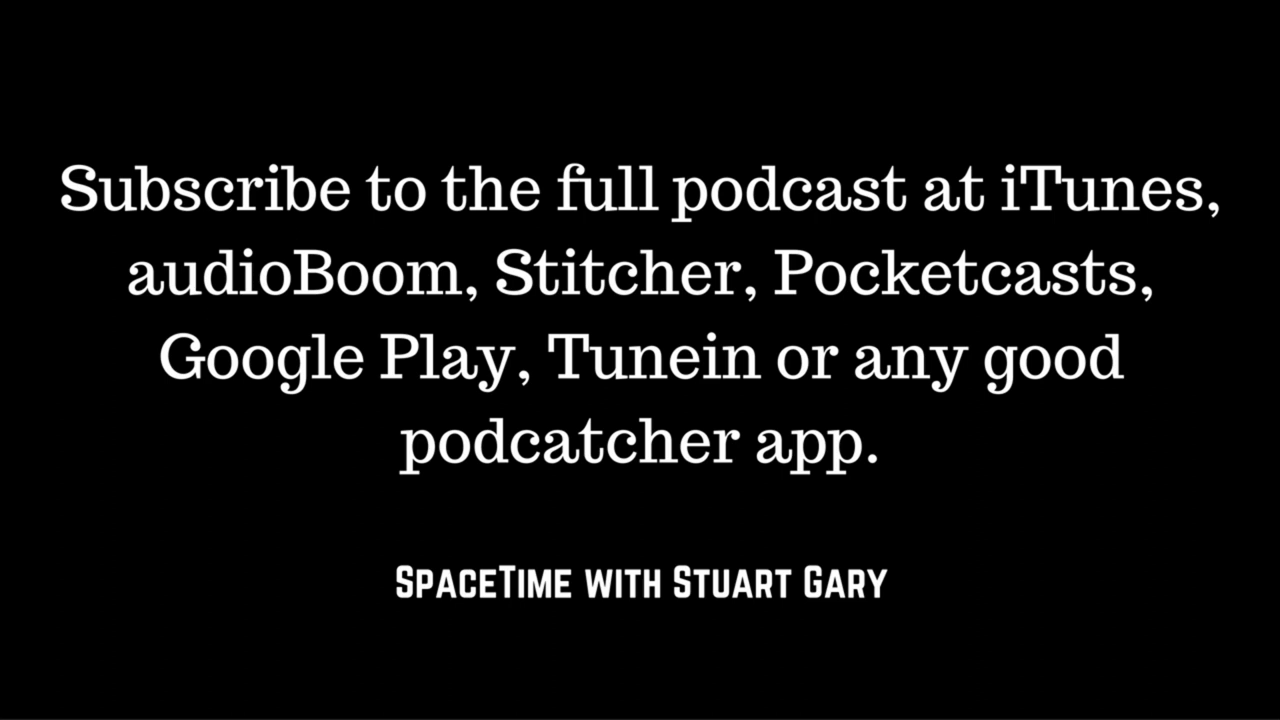 Subscribe to the full podcast at iTunes,
audioBoom, Stitcher, Pocketcasts,
Google Play, Tunein or any good
podcatcher app.
SpaceTime with Stuart Gary